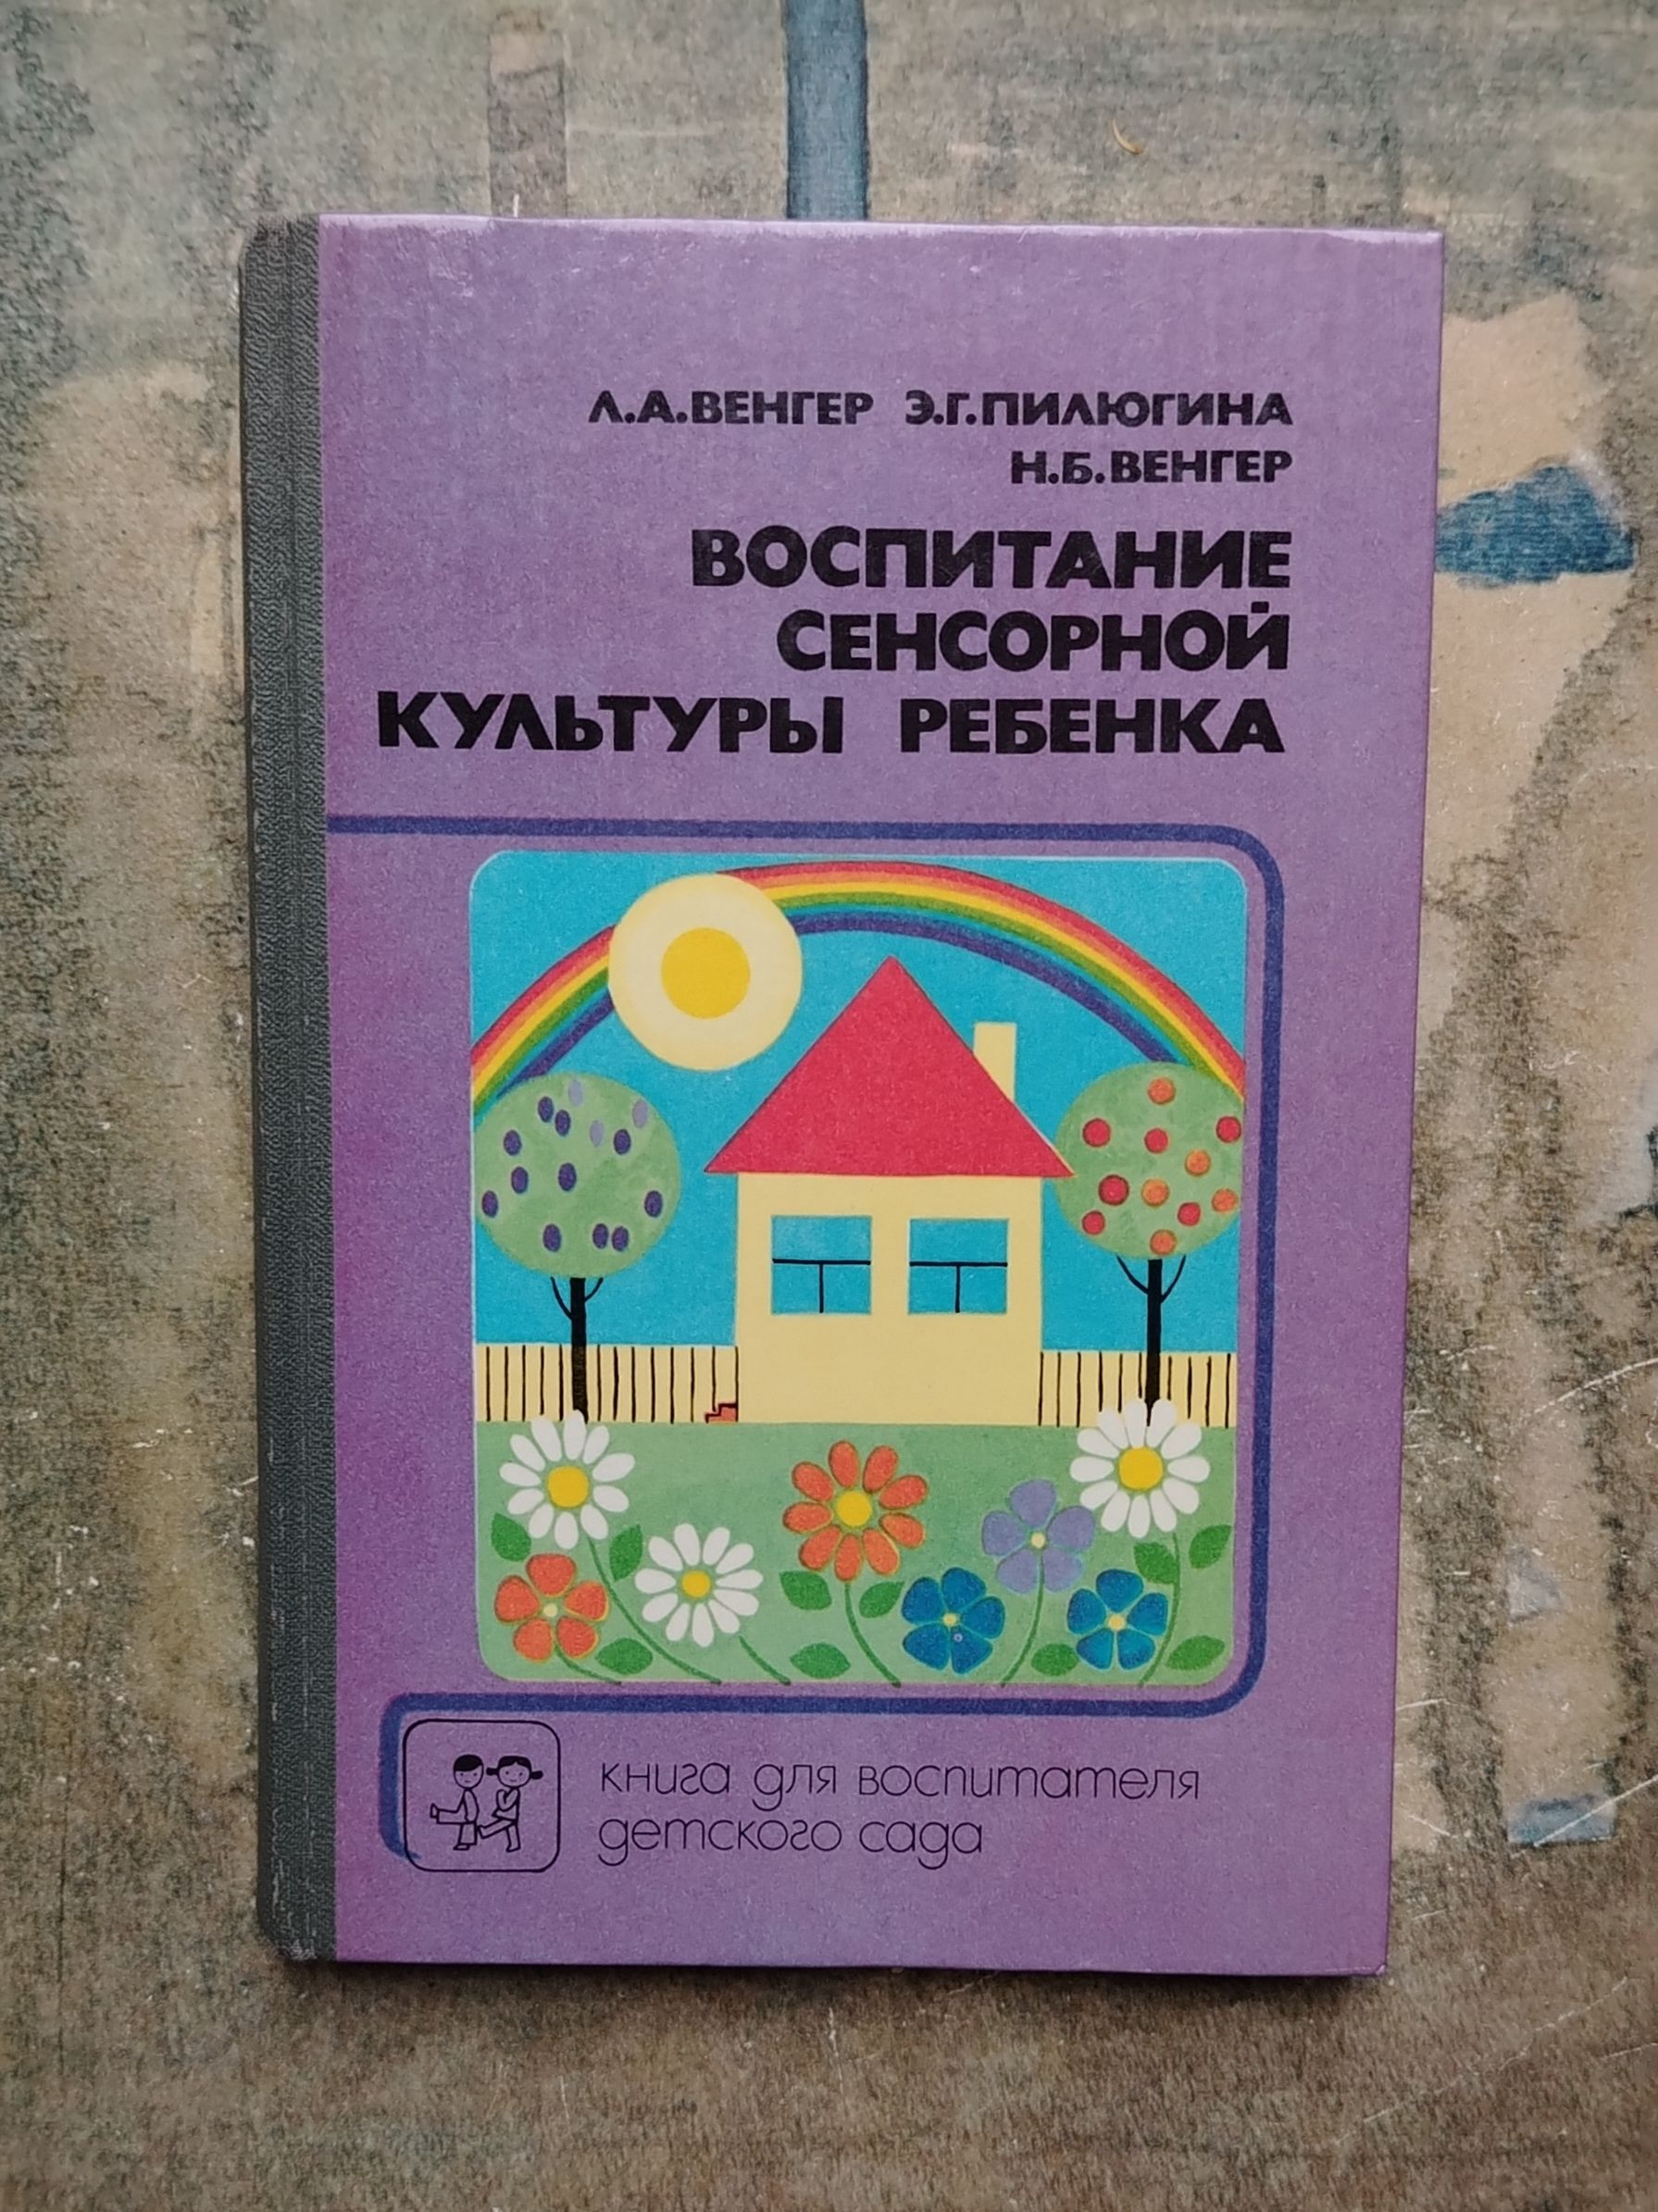 Л.А.ВЕНГЕР Э.Г.ПИЛЮГИНА
Н.Б.ВЕНГЕР
ВОСПИТАНИЕ
СЕНСОРНОЙ
КУЛЬТУРЫ РЕБЕНКА
книга для воспитателя
детского сада